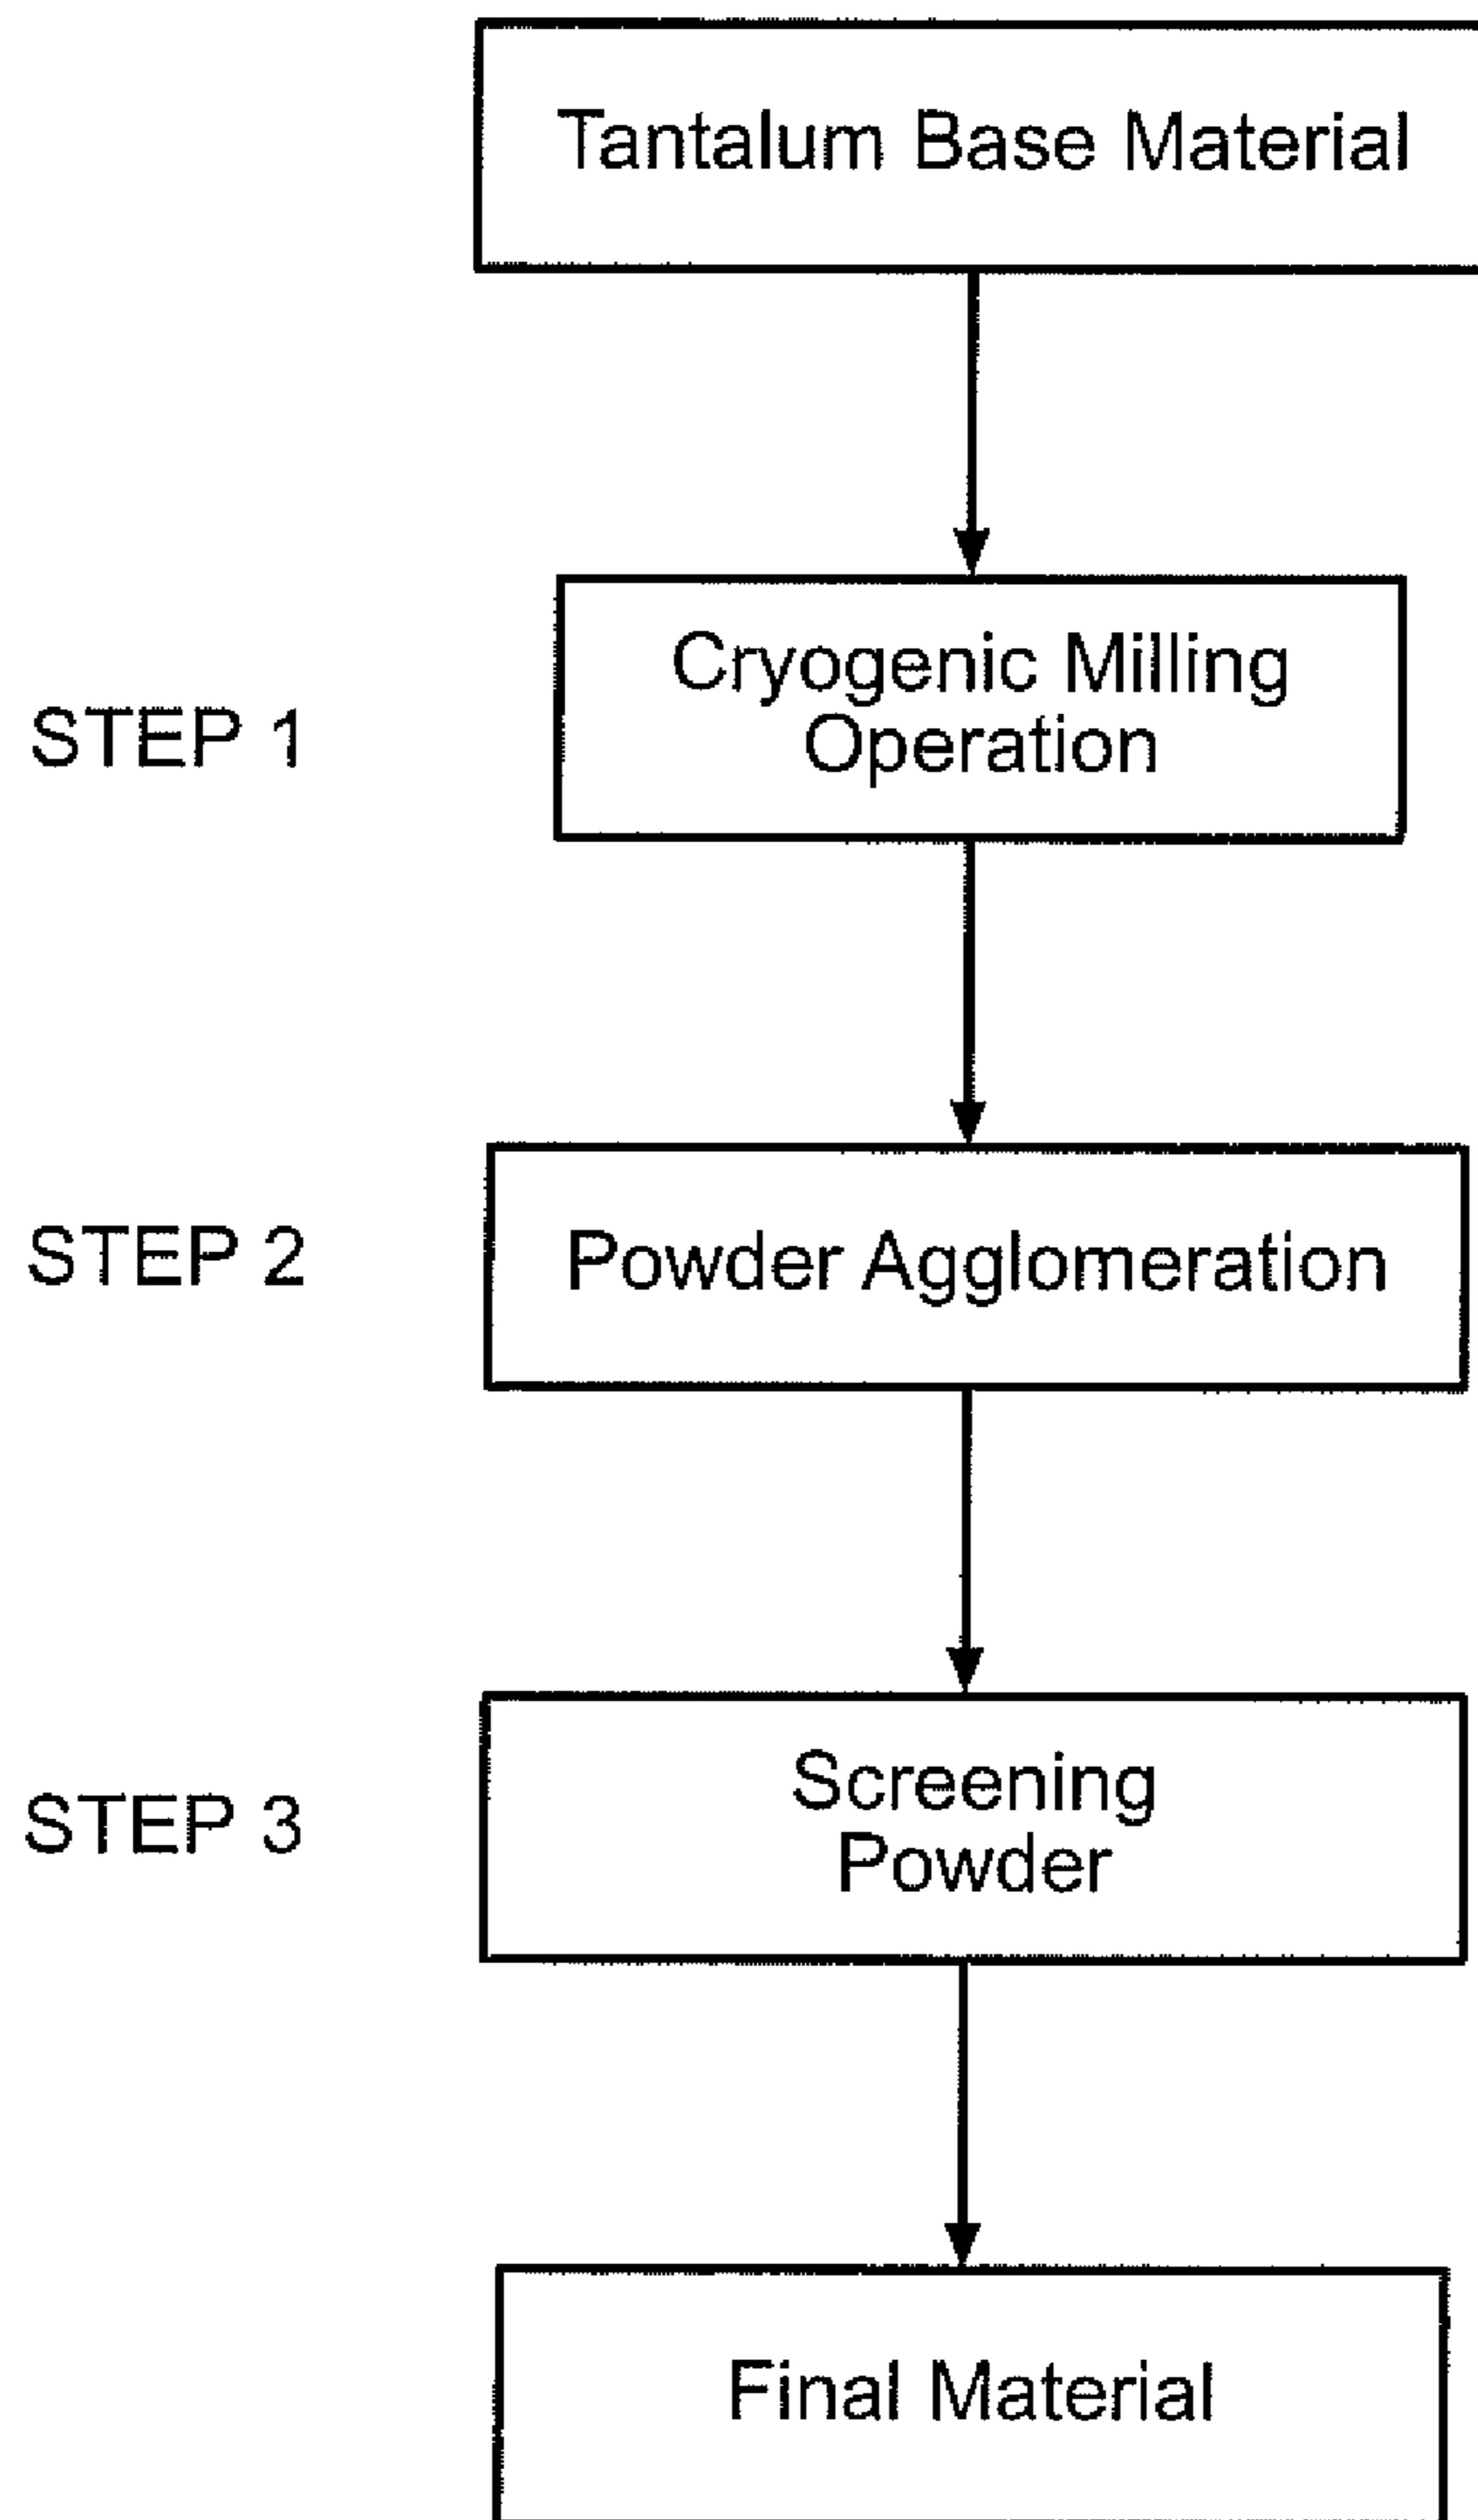 Tantalum Base Material
STEP 1
Cryogenic Milling
Operation
STEP 2
Powder Agglomeration
STEP 3
Screening
Powder
Final Material